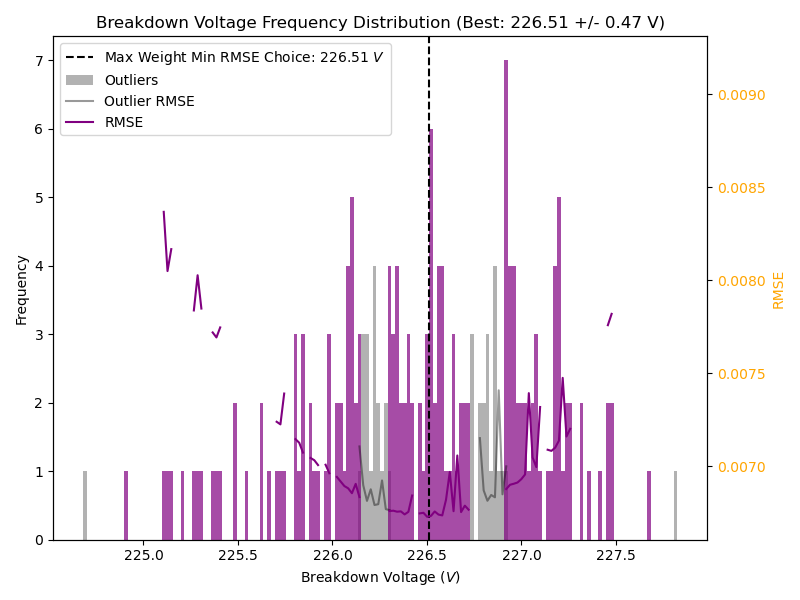 Breakdown Voltage Frequency Distribution (Best: 226.51 +/- 0.47 V)
Max Weight Min RMSE Choice: 226.51 V
Outliers
Outlier RMSE
RMSE
Frequency
7
6
5
4
3
2
1
0
0.0090
0.0085
0.0080
0.0075
0.0070
RMSE
225.0 225.5 226.0 226.5 227.0 227.5
Breakdown Voltage (V)